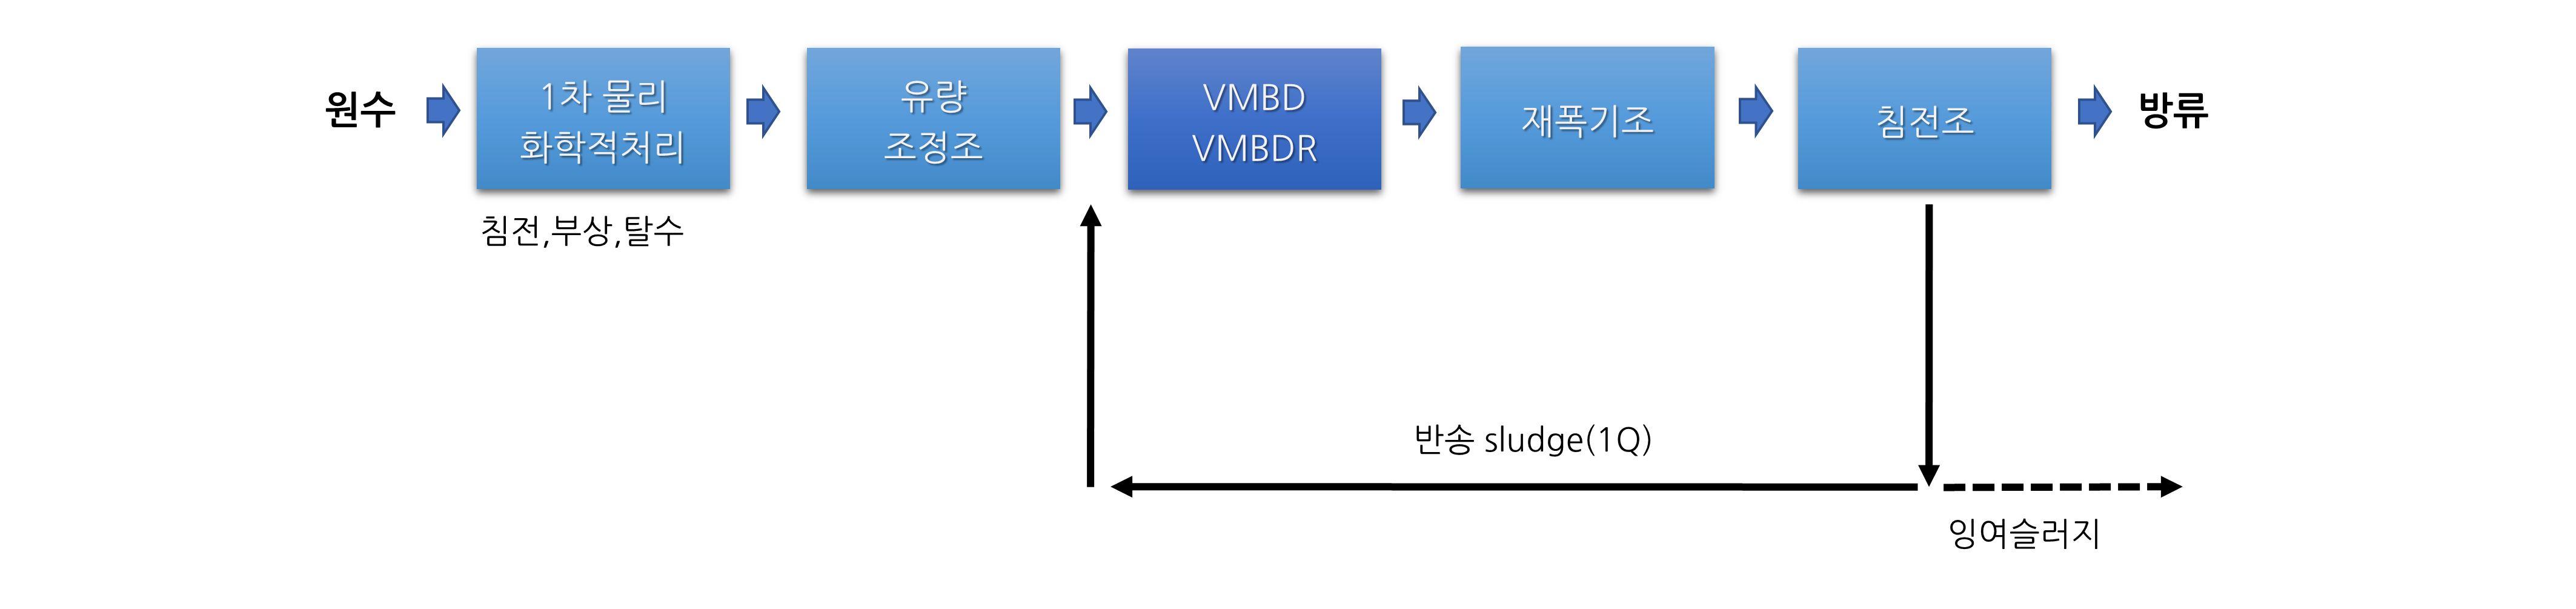 원수
1차 물리
화학적처리
유량
조정조
VMBD
VMBDR
재폭기조
침전조
방류
침전,부상,탈수
반송 sludge(1Q)
잉여슬러지